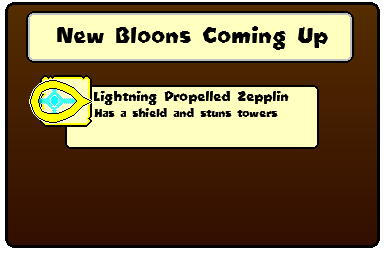 New Bloons Coming Up
Lightning Propelled Zepplin
Has a shield and stuns towers